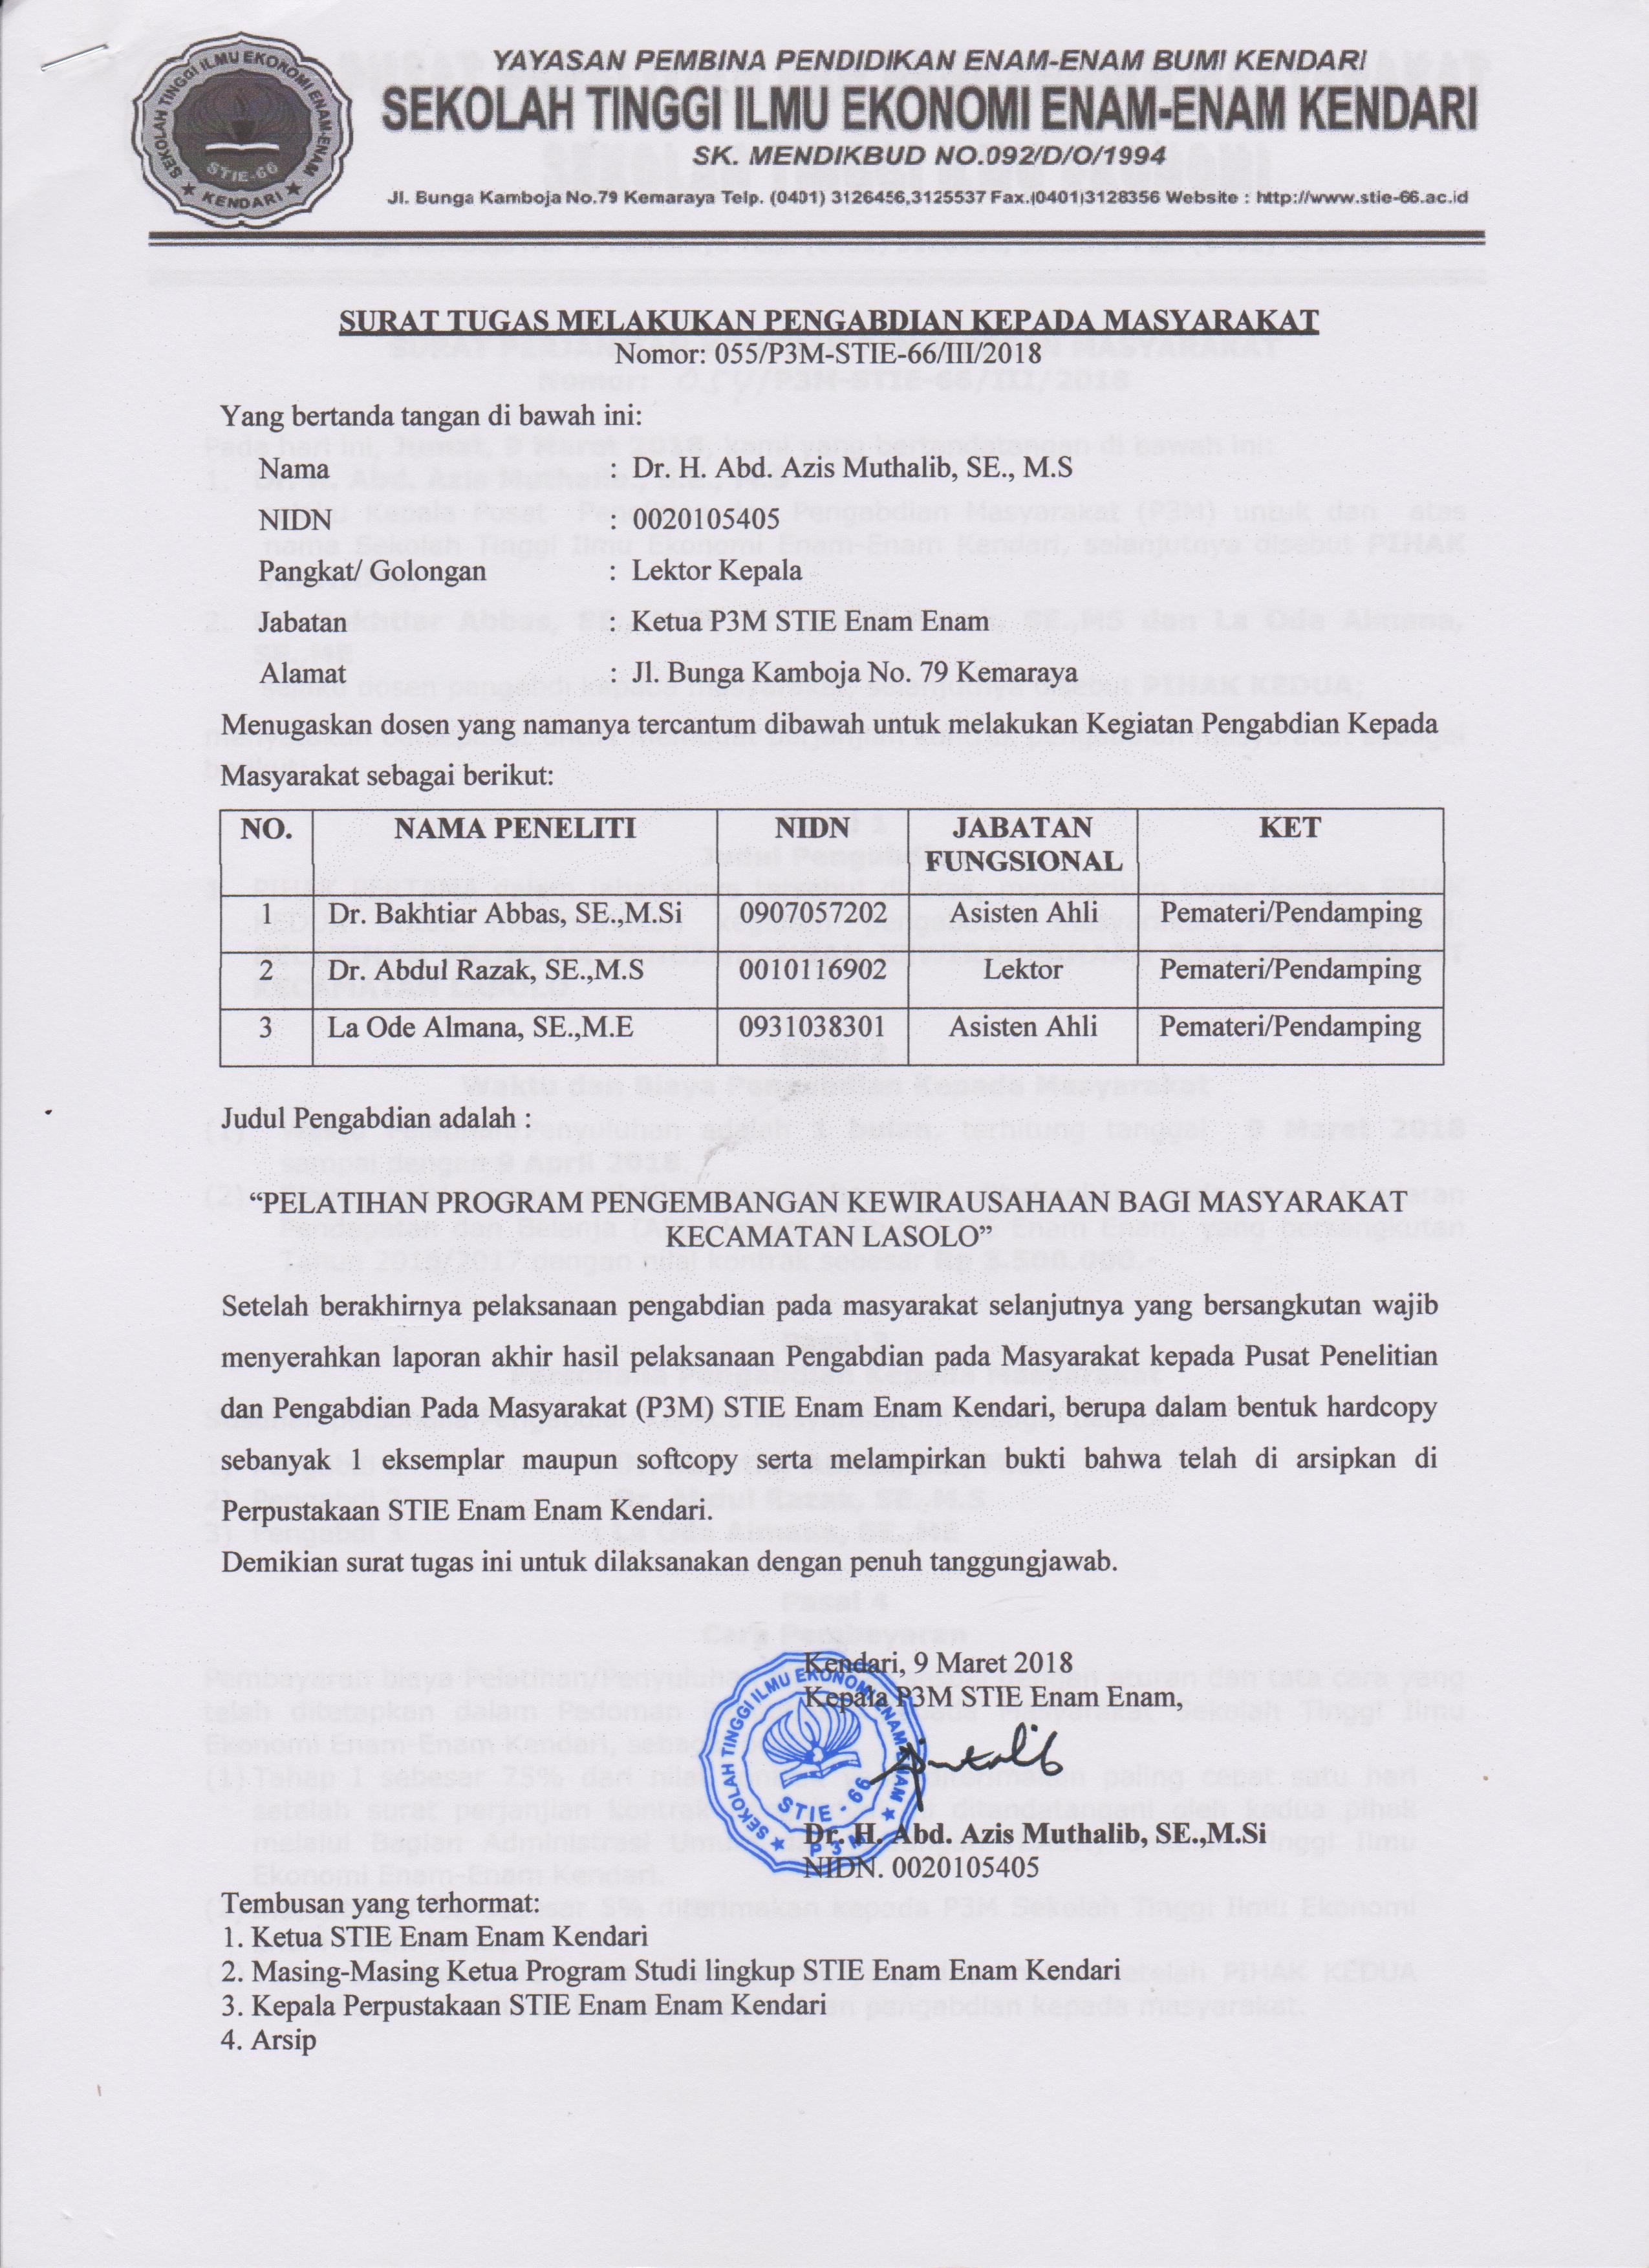 SEKOLAH TINGGI ILMU EKONOMI ENAM-ENAM
STIE-66
KENDARI
YAYASAN PEMBINA PENDIDIKAN ENAM-ENAM BUMI KENDARI
SEKOLAH TINGGI ILMU EKONOMI ENAM-ENAM KENDARI
SK. MENDIKBUD NO.092/D/O/1994
Jl. Bunga Kamboja No.79 Kemaraya Telp. (0401) 3126456,3125537 Fax.(0401)3128356 Website : http://www.stie-66.ac.id
SURAT TUGAS MELAKUKAN PENGABDIAN KEPADA MASYARAKAT
Nomor: 055/P3M-STIE-66/III/2018
Yang bertanda tangan di bawah ini:
Nama : Dr. H. Abd. Azis Muthalib, SE., M.S
NIDN : 0020105405
Pangkat/ Golongan : Lektor Kepala
Jabatan : Ketua P3M STIE Enam Enam
Alamat : Jl. Bunga Kamboja No. 79 Kemaraya
Menugaskan dosen yang namanya tercantum dibawah untuk melakukan Kegiatan Pengabdian Kepada
Masyarakat sebagai berikut:
NO. NAMA PENELITI NIDN JABATAN FUNGSIONAL KET
1 Dr. Bakhtiar Abbas, SE.,M.Si 0907057202 Asisten Ahli Pemateri/Pendamping
2 Dr. Abdul Razak, SE.,M.S 0010116902 Lektor Pemateri/Pendamping
3 La Ode Almana, SE.,M.E 0931038301 Asisten Ahli Pemateri/Pendamping
Judul Pengabdian adalah :
“PELATIHAN PROGRAM PENGEMBANGAN KEWIRAUSAHAAN BAGI MASYARAKAT
KECAMATAN LASOLO”
Setelah berakhirnya pelaksanaan pengabdian pada masyarakat selanjutnya yang bersangkutan wajib
menyerahkan laporan akhir hasil pelaksanaan Pengabdian pada Masyarakat kepada Pusat Penelitian
dan Pengabdian Pada Masyarakat (P3M) STIE Enam Enam Kendari, berupa dalam bentuk hardcopy
sebanyak 1 eksemplar maupun softcopy serta melampirkan bukti bahwa telah di arsipkan di
Perpustakaan STIE Enam Enam Kendari.
Demikian surat tugas ini untuk dilaksanakan dengan penuh tanggungjawab.
Kendari, 9 Maret 2018
Kepala P3M STIE Enam Enam,
SEKOLAH TINGGI ILMU EKONOMI ENAM-ENAM
STIE - 66
P3M
Dr. H. Abd. Azis Muthalib, SE.,M.Si
NIDN. 0020105405
Tembusan yang terhormat:
1. Ketua STIE Enam Enam Kendari
2. Masing-Masing Ketua Program Studi lingkup STIE Enam Enam Kendari
3. Kepala Perpustakaan STIE Enam Enam Kendari
4. Arsip